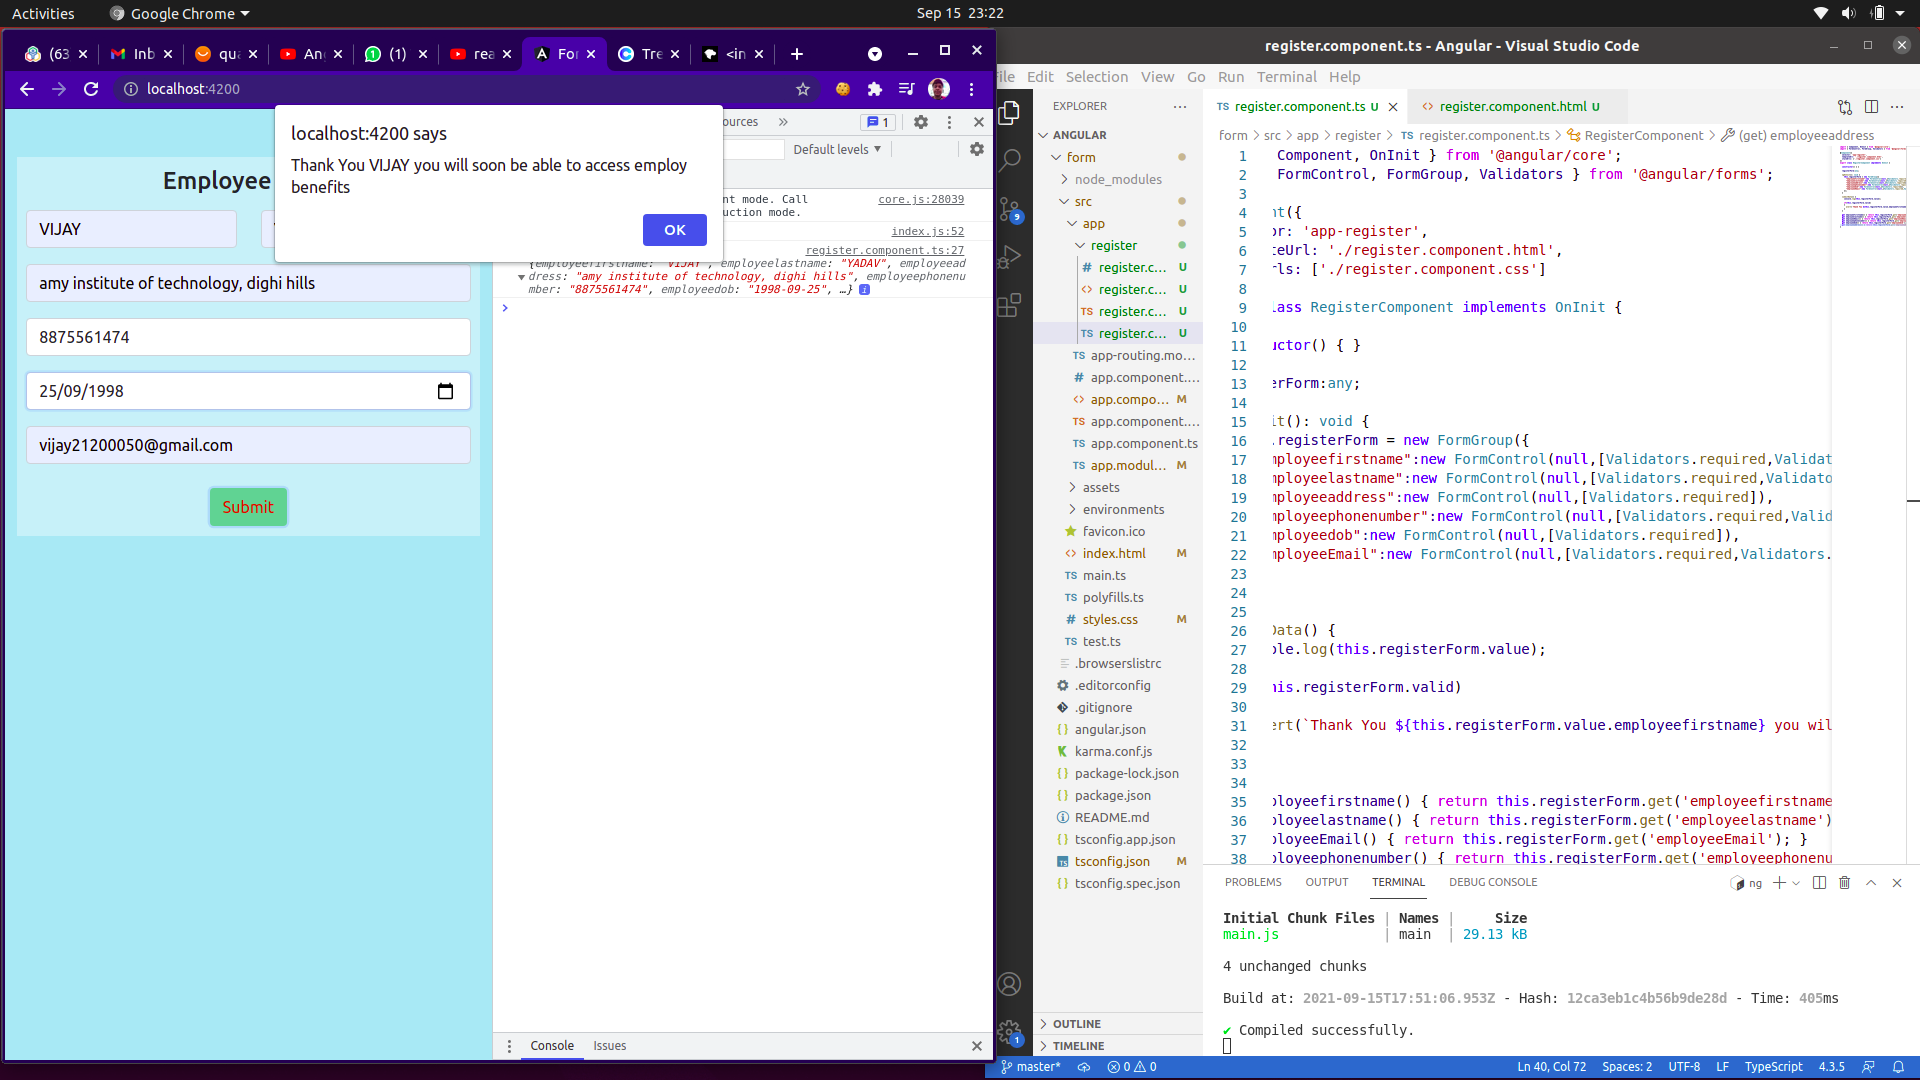 Activities
Google Chrome
Sep 15 23:22
(63
Inb
qua
An
(1)
rea
For
Tre
<in
localhost:4200
localhost:4200 says
Thank You VIJAY you will soon be able to access employ
benefits
OK
Employee
VIJAY
amy institute of technology, dighi hills
8875561474
25/09/1998
vijay21200050@gmail.com
Submit
ources
1
Default levels
nt mode. Call
core.js:28039
uction mode.
index.js:52
register.component.ts:27
{employeefirstname: "VIJAY", employeelastname: "YADAV", employeead
dress: "amy institute of technology, dighi hills", employeephonenu
mber: "8875561474", employeedob: "1998-09-25", …}
Console
Issues
register.component.ts - Angular - Visual Studio Code
File Edit Selection View Go Run Terminal Help
EXPLORER
ANGULAR
form
node_modules
src
app
register
register.c... U
register.c... U
register.c... U
register.c... U
app-routing.mo...
app.component....
app.compo... M
app.component....
app.component.ts
app.modul... M
assets
environments
favicon.ico
index.html M
main.ts
polyfills.ts
styles.css M
test.ts
.browserslistrc
.editorconfig
.gitignore
angular.json
karma.conf.js
package-lock.json
package.json
README.md
tsconfig.app.json
tsconfig.json M
tsconfig.spec.json
OUTLINE
TIMELINE
9
1
TS register.component.ts U
register.component.html U
form > src > app > register > TS register.component.ts > RegisterComponent > (get) employeeaddress
1 Component, OnInit } from '@angular/core';
2 FormControl, FormGroup, Validators } from '@angular/forms';
3
4 nt({
5 or: 'app-register',
6 teUrl: './register.component.html',
7 rls: ['./register.component.css']
8
9 lass RegisterComponent implements OnInit {
10
11 uctor() { }
12
13 erForm:any;
14
15 it(): void {
16 .registerForm = new FormGroup({
17 mployeefirstname":new FormControl(null,[Validators.required,Validat
18 mployeelastname":new FormControl(null,[Validators.required,Validato
19 mployeeaddress":new FormControl(null,[Validators.required]),
20 mployeephonenumber":new FormControl(null,[Validators.required,Valid
21 mployeedob":new FormControl(null,[Validators.required]),
22 mployeeEmail":new FormControl(null,[Validators.required,Validators.
23
24
25
26 Data() {
27 ole.log(this.registerForm.value);
28
29 his.registerForm.valid)
30
31 ert(`Thank You ${this.registerForm.value.employeefirstname} you wil
32
33
34
35 ployeefirstname() { return this.registerForm.get('employeefirstname
36 ployeelastname() { return this.registerForm.get('employeelastname')
37 ployeeEmail() { return this.registerForm.get('employeeEmail'); }
38 ployeephonenumber() { return this.registerForm.get('employeephonenu
PROBLEMS OUTPUT TERMINAL DEBUG CONSOLE
ng
Initial Chunk Files | Names | Size
main.js | main | 29.13 kB
4 unchanged chunks
Build at: 2021-09-15T17:51:06.953Z - Hash: 12ca3eb1c4b56b9de28d - Time: 405ms
✔ Compiled successfully.
master* 0 0
Ln 40, Col 72 Spaces: 2 UTF-8 LF TypeScript 4.3.5